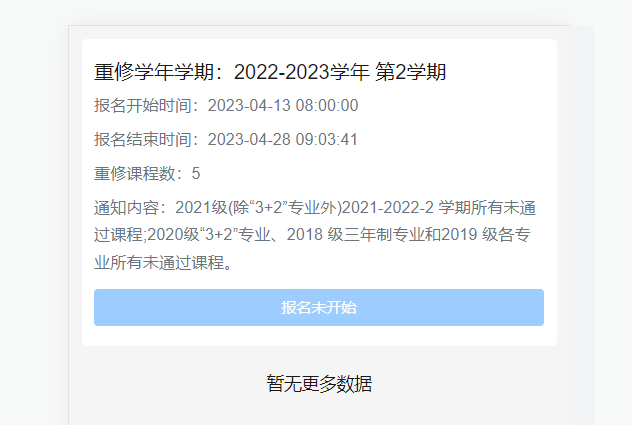 重修学年学期：2022-2023学年 第2学期
报名开始时间：2023-04-13 08:00:00
报名结束时间：2023-04-28 09:03:41
重修课程数：5
通知内容：2021级(除“3+2”专业外)2021-2022-2 学期所有未通
过课程;2020级“3+2”专业、2018 级三年制专业和2019 级各专
业所有未通过课程。
报名未开始
暂无更多数据